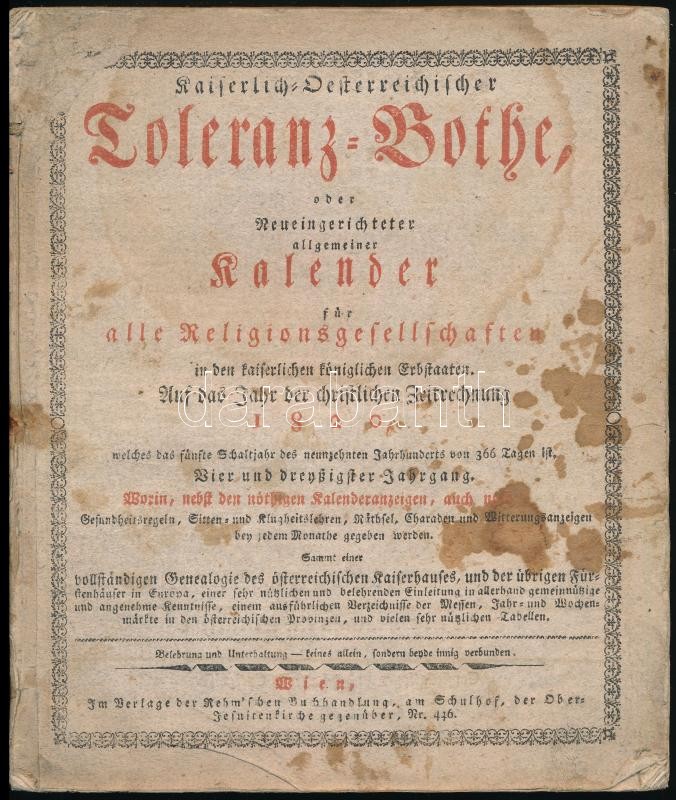 Kaiserlich-Oesterreichischer
Toleranz-Bothe,
oder
Neueingerichteter
allgemeiner
Kalender
für
alle Religionsgesellschaften
in den kaiserlichen königlichen Erbstaaten.
Auf das Jahr der christlichen Zeitrechnung
1820,
welches das fünfte Schaltjahr des neunzehnten Jahrhunderts von 366 Tagen ist.
Vier und dreyßigster Jahrgang.
Worin, nebst den nöthigen Kalenderanzeigen, auch
Gesundheitsregeln, Sitten- und Klugheitslehren, Räthsel, Charaden und Witterungsanzeigen
bey jedem Monathe gegeben werden.
Sammt einer
vollständigen Genealogie des österreichischen Kaiserhauses, und der übrigen Für-
stenhäuser in Europa, einer sehr nützlichen und belehrenden Einleitung in allerhand gemeinnützige
und angenehme Kenntnisse, einem ausführlichen Verzeichnisse der Messen, Jahr- und Wochen-
märkte in den österreichischen Provinzen, und vielen sehr nützlichen Tabellen.
Belehrung und Unterhaltung — keines allein, sondern beyde innig verbunden.
Wien,
Im Verlage der Rehm'schen Buchhandlung, am Schulhof, der Ober-
Jesuitenkirche gegenüber, Nr. 446.
darabanth